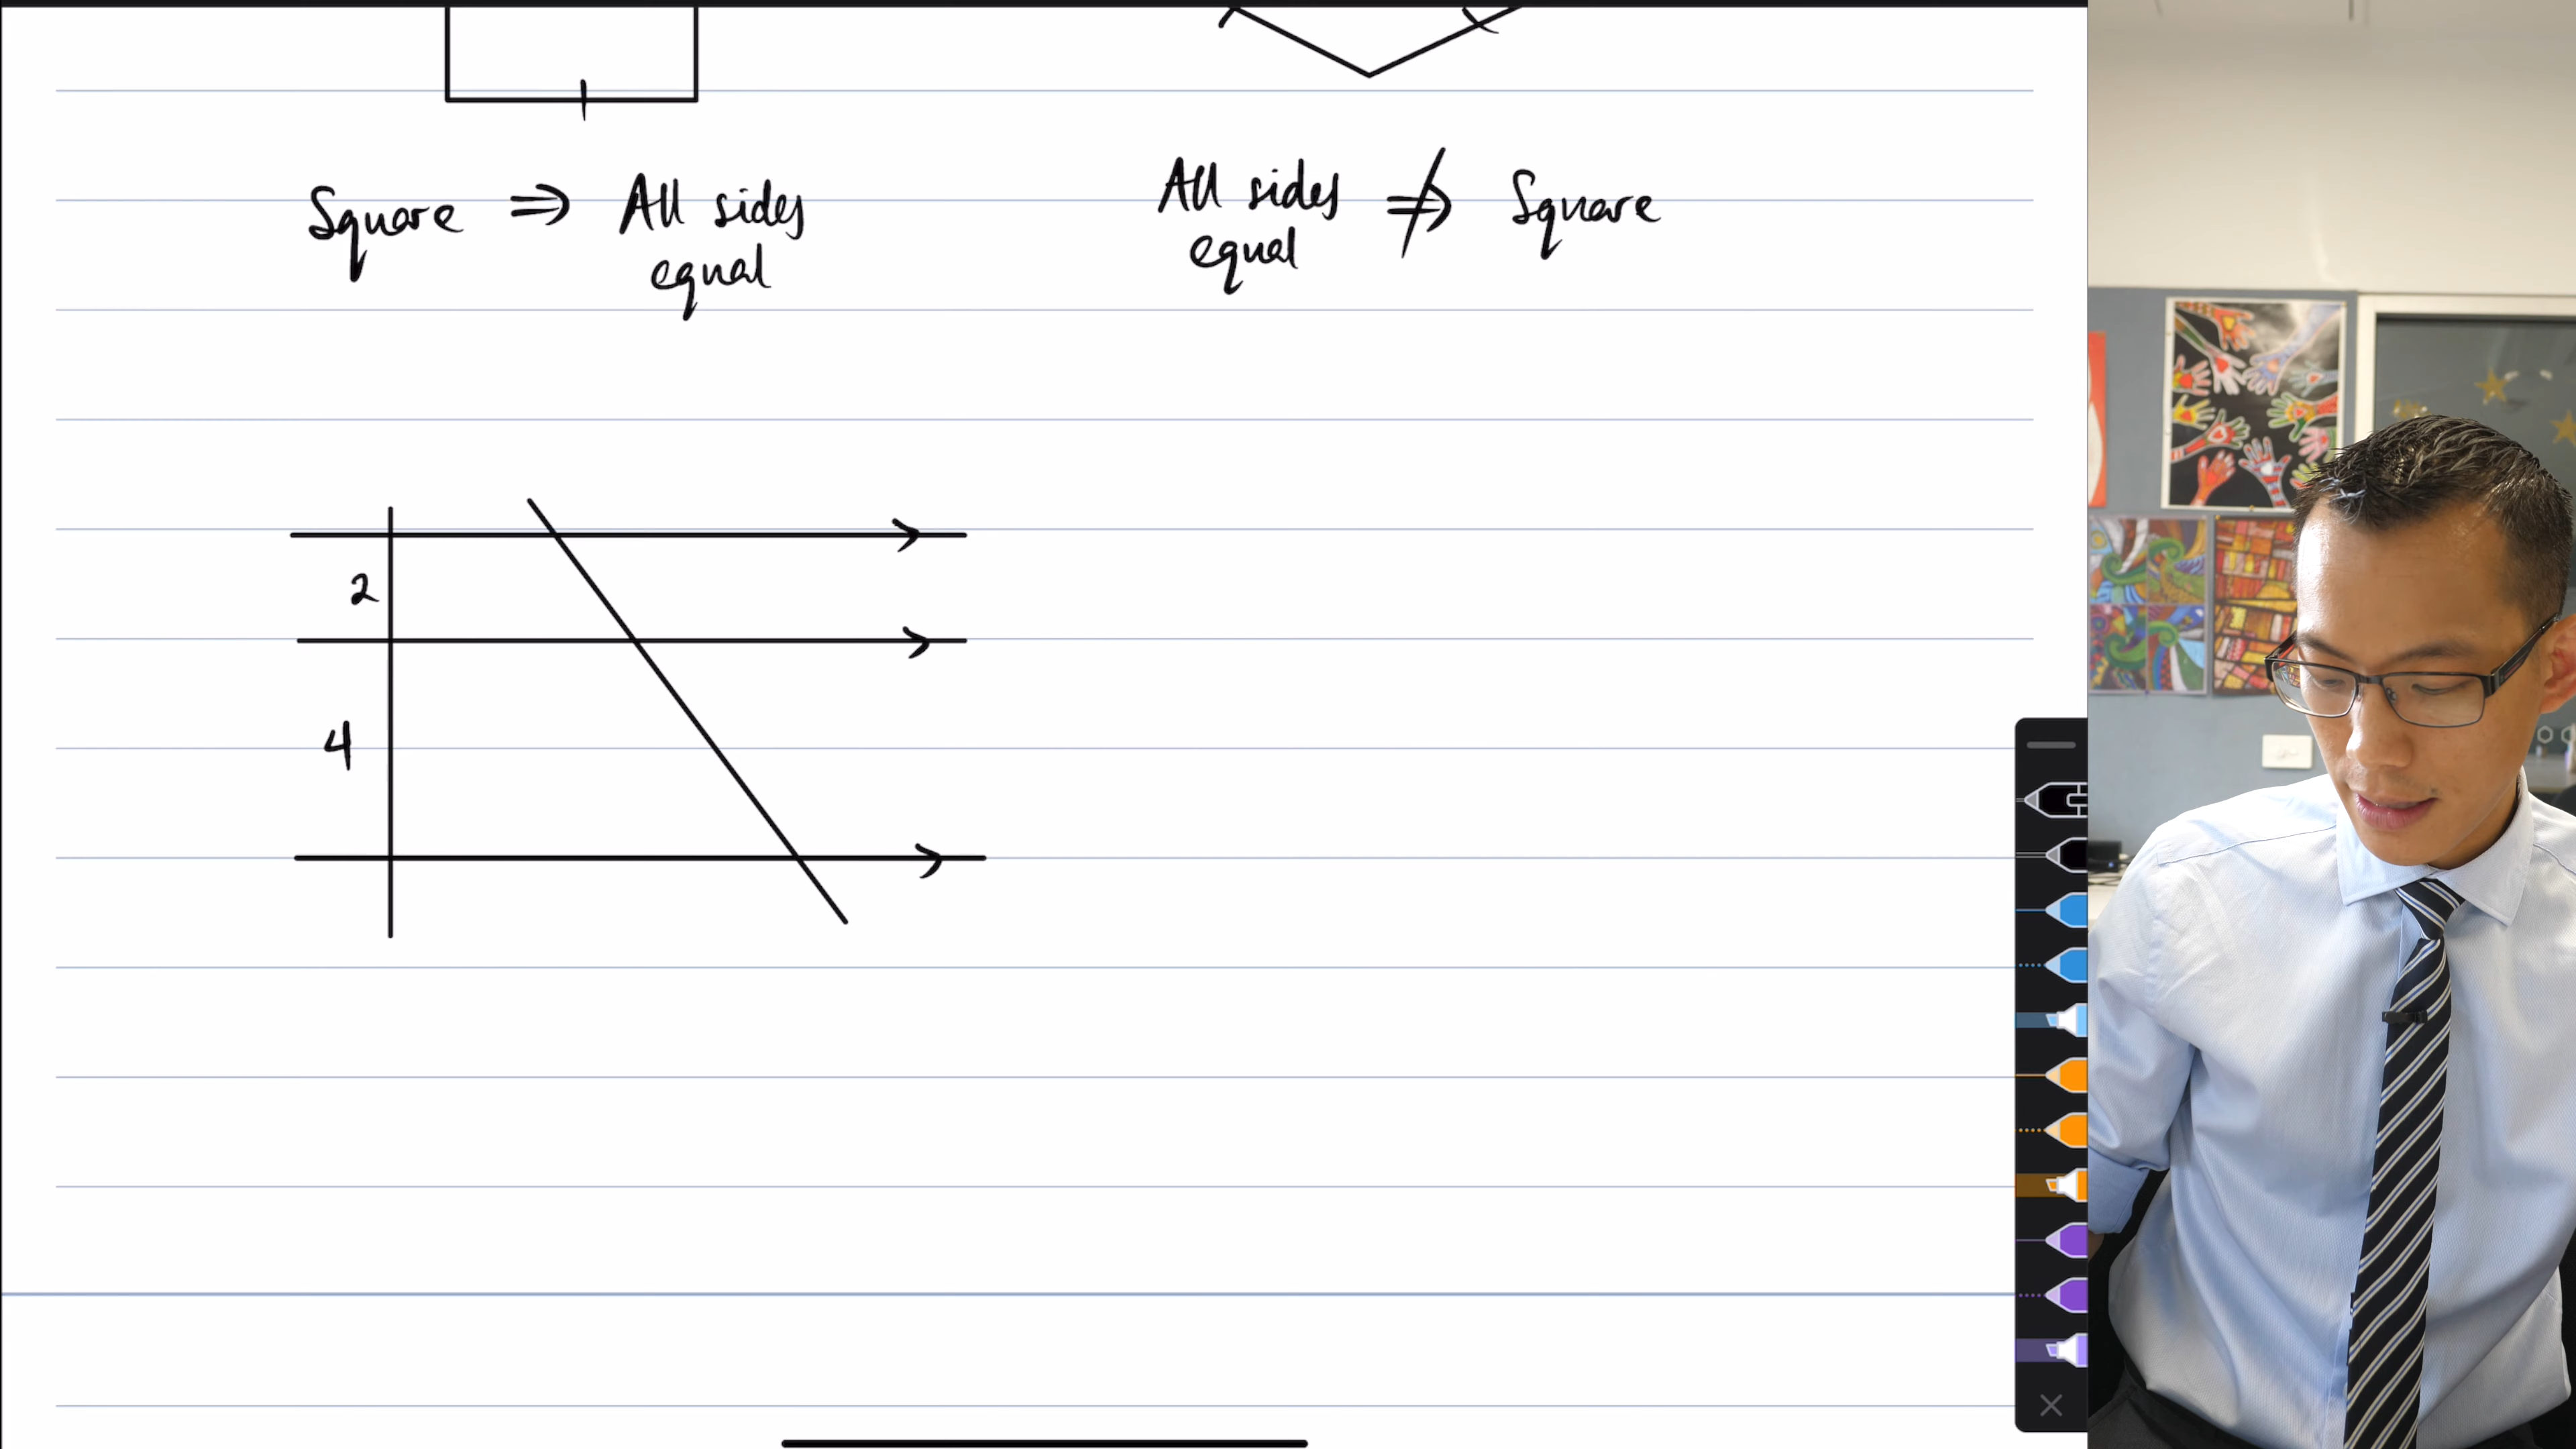 Square ⇒ All sides
equal
All sides ⇏ Square
equal
2
4